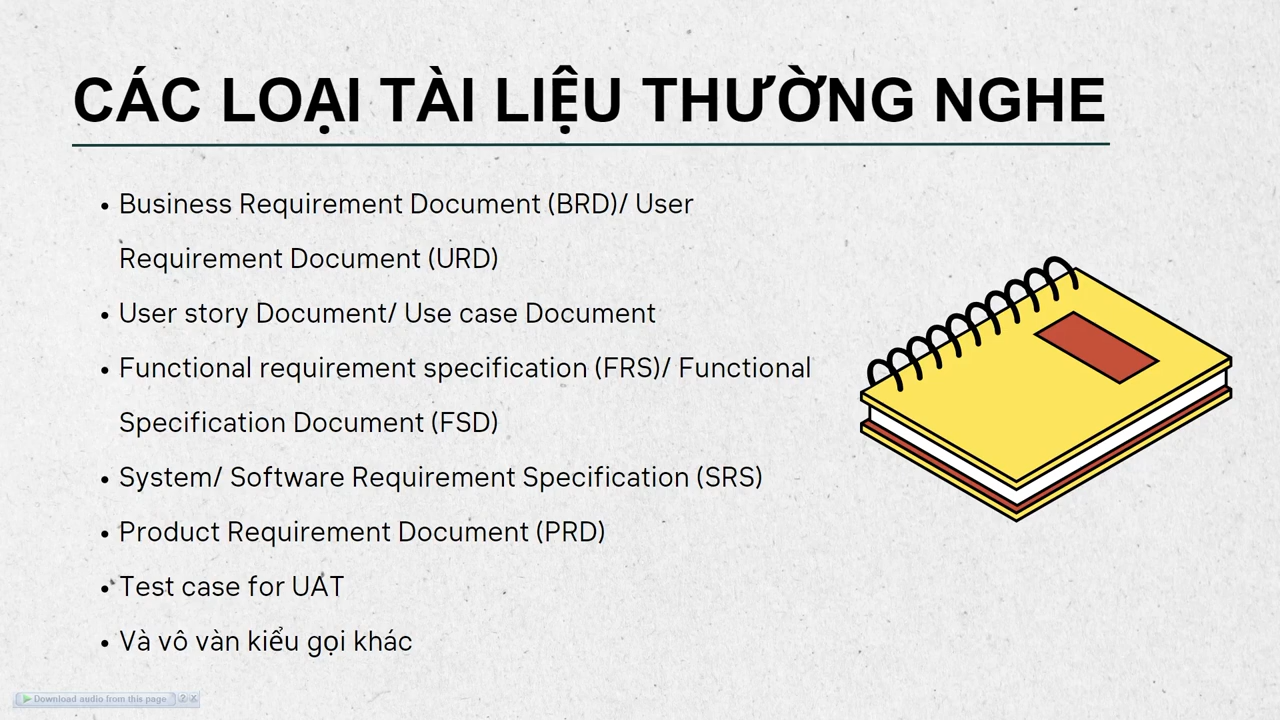 CÁC LOẠI TÀI LIỆU THƯỜNG NGHE
• Business Requirement Document (BRD)/ User
Requirement Document (URD)
• User story Document/ Use case Document
• Functional requirement specification (FRS)/ Functional
Specification Document (FSD)
• System/ Software Requirement Specification (SRS)
• Product Requirement Document (PRD)
• Test case for UAT
• Và vô vàn kiểu gọi khác
Download audio from this page ? X